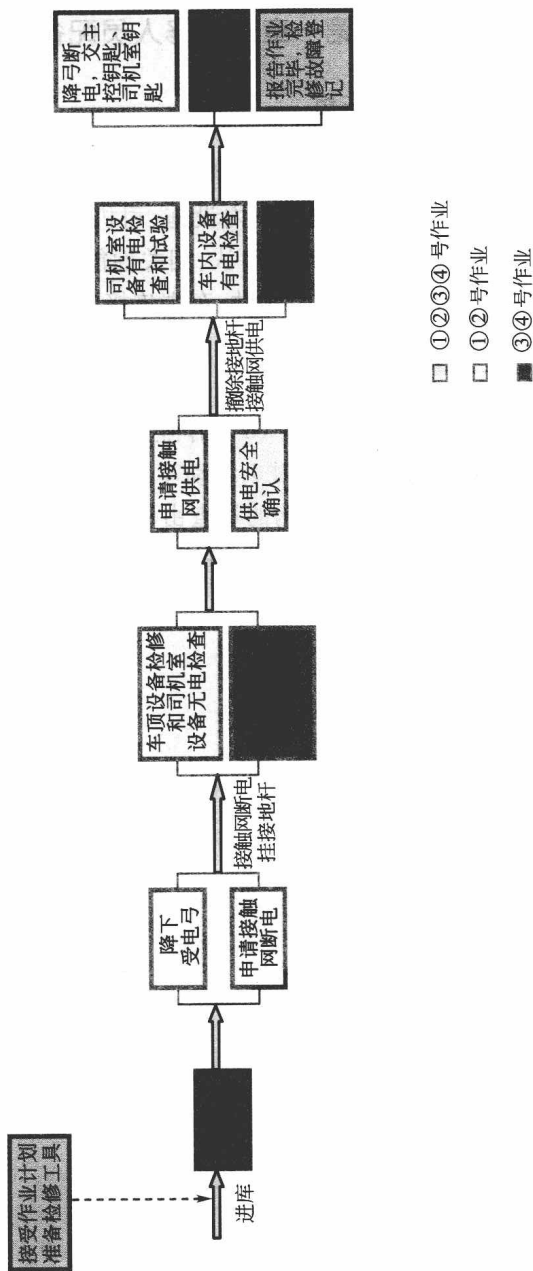 接受作业计划
准备检修工具
进库
降下
受电弓
申请接触
网断电
接触网断电
挂接地杆
车顶设备检修
和司机室
设备无电检查
申请接触
网供电
供电安全
确认
撤除接地杆
接触网供电
司机室设
备有电检
查和试验
车内设备
有电检查
降弓断
电，交主
控钥匙、
司机室钥
匙
报告作业
完毕 检
修故障登
记
□ ①②③④号作业
□ ①②号作业
■ ③④号作业